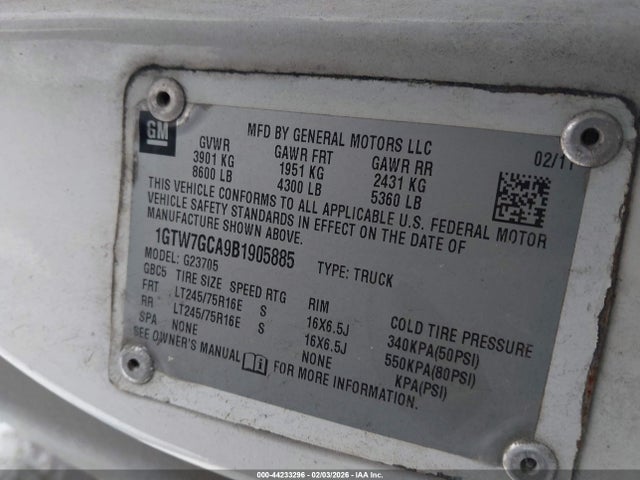 GM
MFD BY GENERAL MOTORS LLC 02/11
GVWR GAWR FRT GAWR RR
3901 KG 1951 KG 2431 KG
8600 LB 4300 LB 5360 LB
THIS VEHICLE CONFORMS TO ALL APPLICABLE U.S. FEDERAL MOTOR
VEHICLE SAFETY STANDARDS IN EFFECT ON THE DATE OF
MANUFACTURE SHOWN ABOVE.
1GTW7GCA9B1905885 TYPE: TRUCK
MODEL: G23705
GBC5 TIRE SIZE SPEED RTG RIM COLD TIRE PRESSURE
FRT LT245/75R16E S 16X6.5J 340KPA(50PSI)
RR LT245/75R16E S 16X6.5J 550KPA(80PSI)
SPA NONE NONE KPA(PSI)
SEE OWNER'S MANUAL FOR MORE INFORMATION.
000-44233296 - 02/03/2026 - IAAI, Inc.